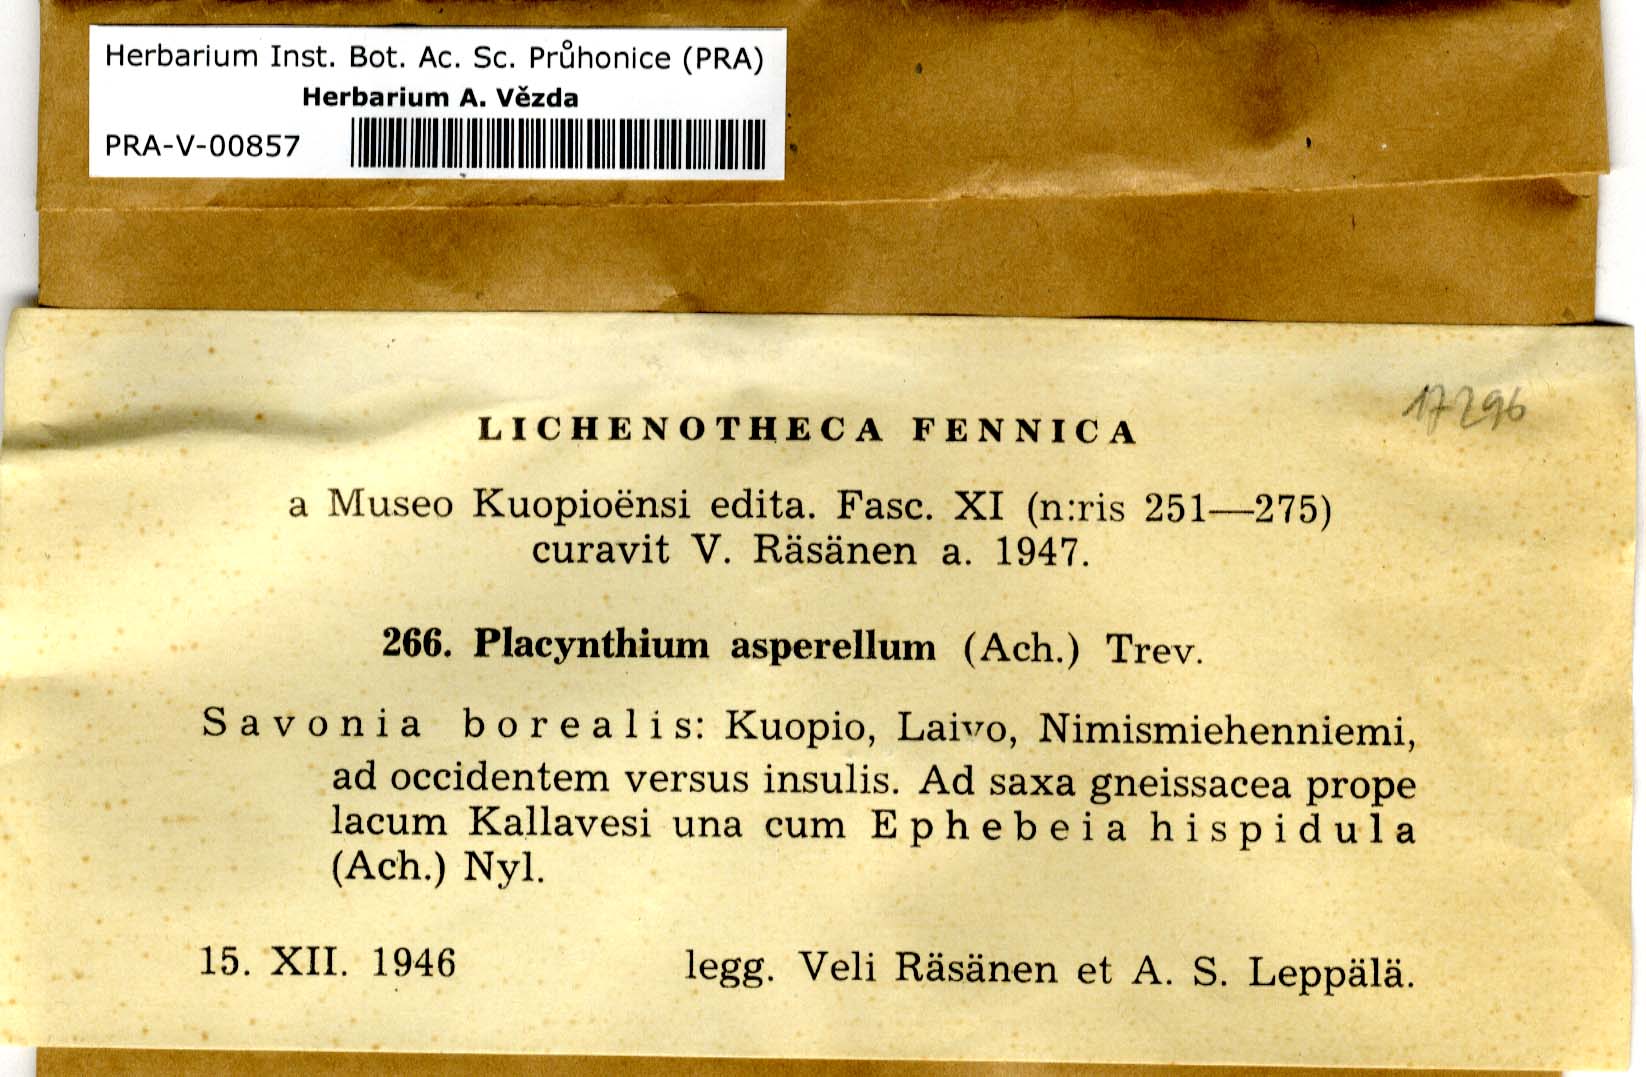 Herbarium Inst. Bot. Ac. Sc. Průhonice (PRA)
Herbarium A. Vězda
PRA-V-00857
17296
LICHENOTHECA FENNICA
a Museo Kuopioënsi edita. Fasc. XI (n:ris 251—275)
curavit V. Räsänen a. 1947.
266. Placynthium asperellum (Ach.) Trev.
Savonia borealis: Kuopio, Laivo, Nimismiehenniemi,
ad occidentem versus insulis. Ad saxa gneissacea prope
lacum Kallavesi una cum Ephebeia hispidula
(Ach.) Nyl.
15. XII. 1946 legg. Veli Räsänen et A. S. Leppälä.